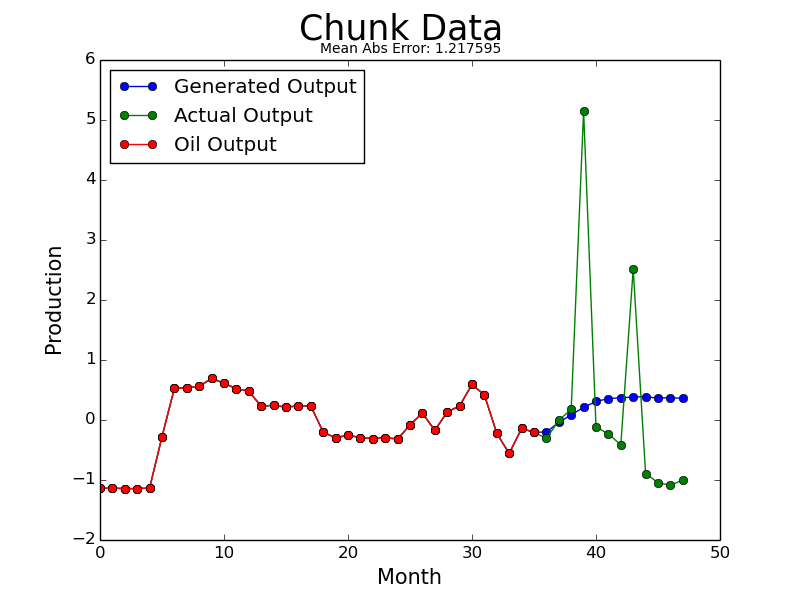 Chunk Data
Mean Abs Error: 1.217595
6
5
4
3
2
1
0
−1
−2
Production
Generated Output
Actual Output
Oil Output
0 10 20 30 40 50
Month